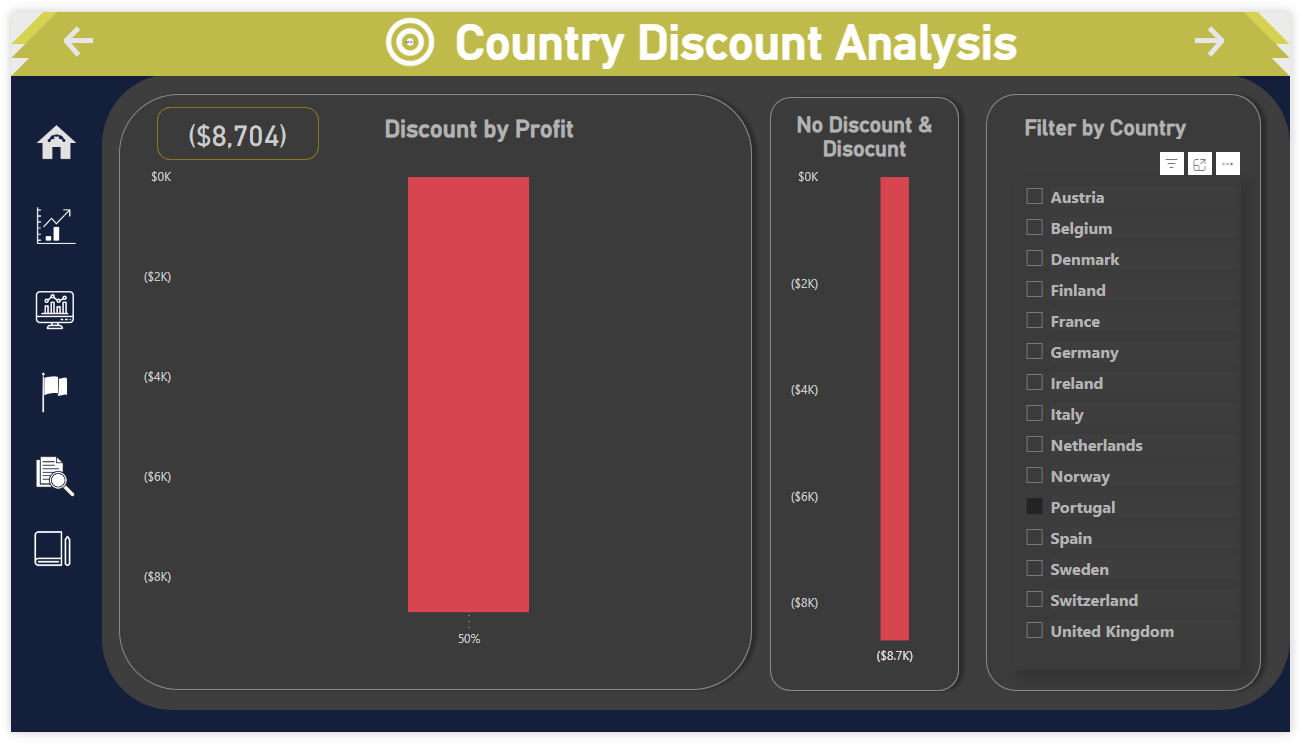 Country Discount Analysis
($8,704)
Discount by Profit
$0K
($2K)
($4K)
($6K)
($8K)
50%
No Discount &
Disocunt
$0K
($2K)
($4K)
($6K)
($8K)
($8.7K)
Filter by Country
Austria
Belgium
Denmark
Finland
France
Germany
Ireland
Italy
Netherlands
Norway
Portugal
Spain
Sweden
Switzerland
United Kingdom